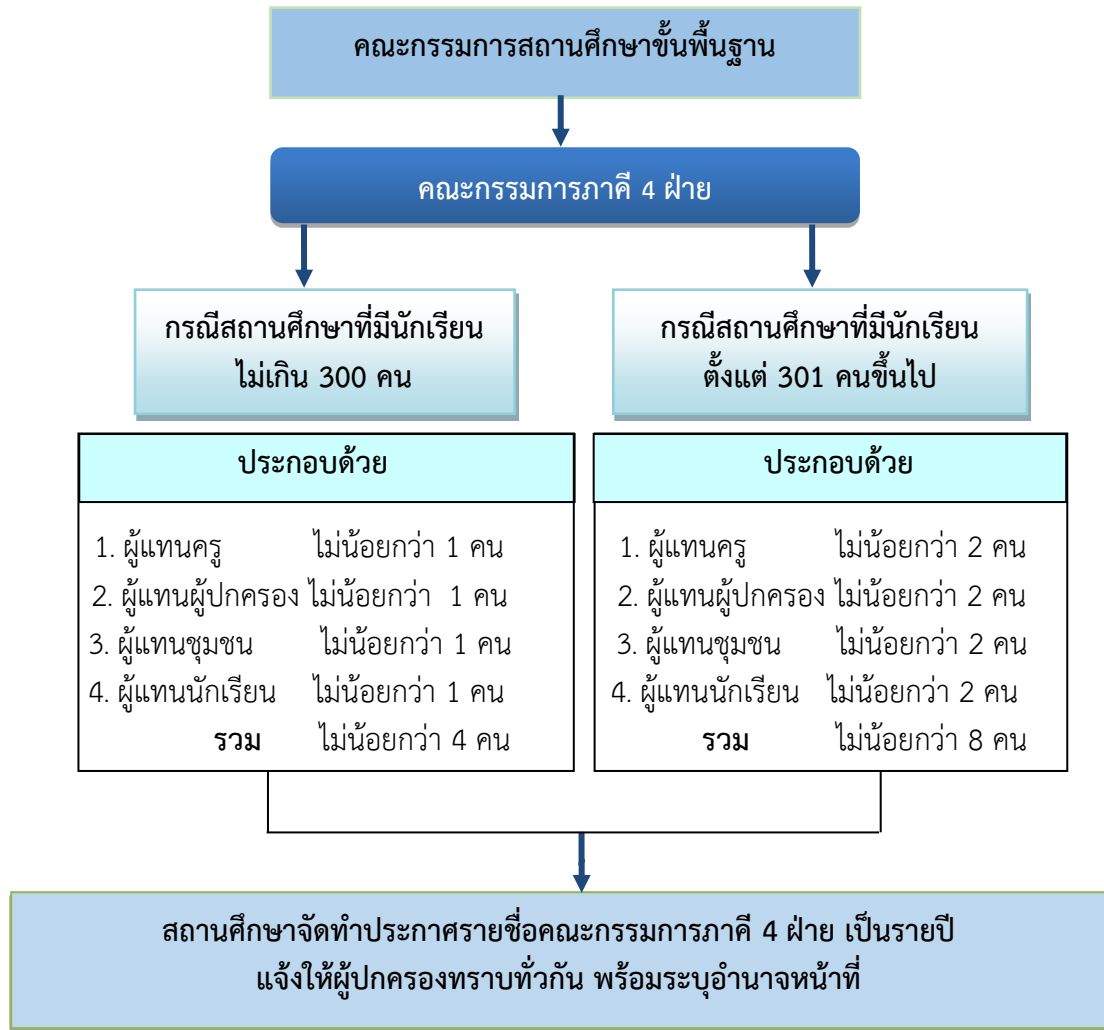 คณะกรรมการสถานศึกษาขั้นพื้นฐาน
คณะกรรมการภาคี 4 ฝ่าย
กรณีสถานศึกษาที่มีนักเรียน
ไม่เกิน 300 คน
ประกอบด้วย
1. ผู้แทนครู ไม่น้อยกว่า 1 คน
2. ผู้แทนผู้ปกครอง ไม่น้อยกว่า 1 คน
3. ผู้แทนชุมชน ไม่น้อยกว่า 1 คน
4. ผู้แทนนักเรียน ไม่น้อยกว่า 1 คน
รวม ไม่น้อยกว่า 4 คน
กรณีสถานศึกษาที่มีนักเรียน
ตั้งแต่ 301 คนขึ้นไป
ประกอบด้วย
1. ผู้แทนครู ไม่น้อยกว่า 2 คน
2. ผู้แทนผู้ปกครอง ไม่น้อยกว่า 2 คน
3. ผู้แทนชุมชน ไม่น้อยกว่า 2 คน
4. ผู้แทนนักเรียน ไม่น้อยกว่า 2 คน
รวม ไม่น้อยกว่า 8 คน
สถานศึกษาจัดทำประกาศรายชื่อคณะกรรมการภาคี 4 ฝ่าย เป็นรายปี
แจ้งให้ผู้ปกครองทราบทั่วกัน พร้อมระบุอำนาจหน้าที่